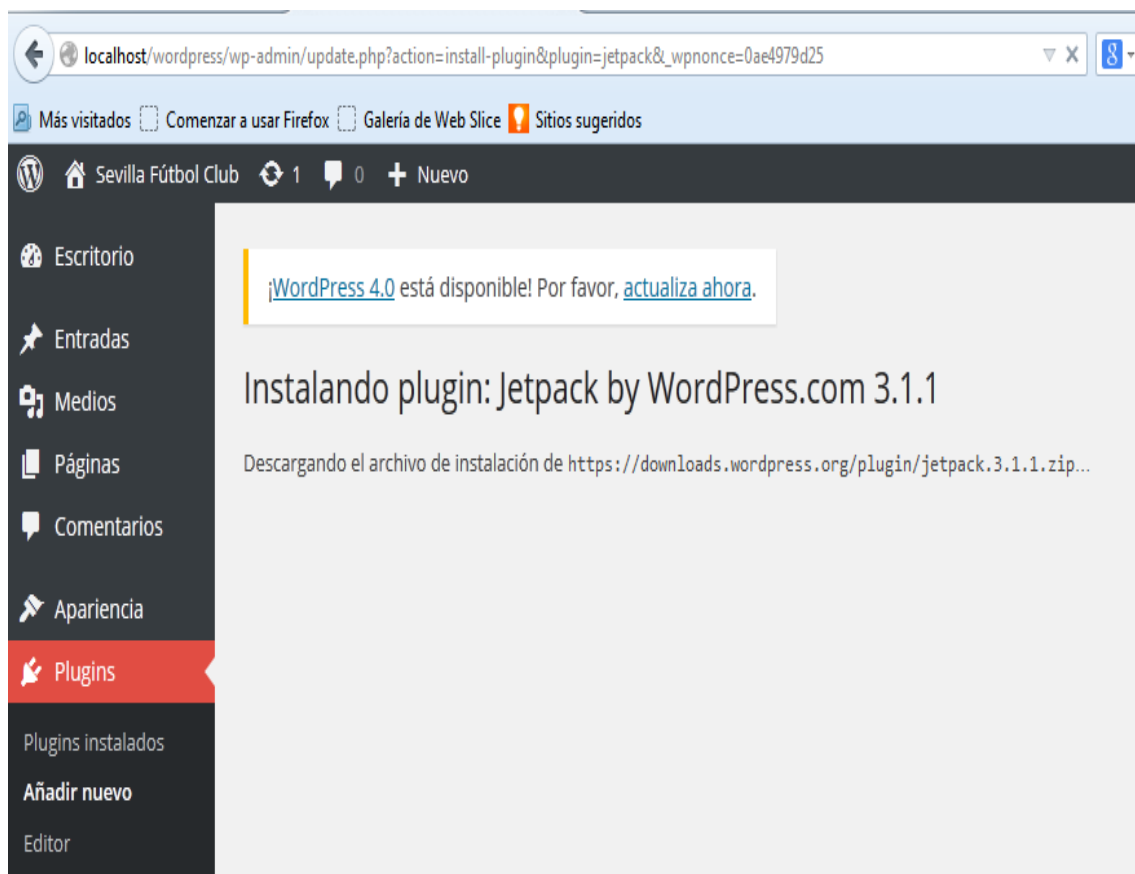 localhost/wordpress/wp-admin/update.php?action=install-plugin&plugin=jetpack&_wpnonce=0ae4979d25
8
Más visitados Comenzar a usar Firefox Galería de Web Slice Sitios sugeridos
Sevilla Fútbol Club 1 0 + Nuevo
Escritorio
¡WordPress 4.0 está disponible! Por favor, actualiza ahora.
Entradas
Medios
Páginas
Comentarios
Apariencia
Plugins
Plugins instalados
Añadir nuevo
Editor
Instalando plugin: Jetpack by WordPress.com 3.1.1
Descargando el archivo de instalación de https://downloads.wordpress.org/plugin/jetpack.3.1.1.zip...